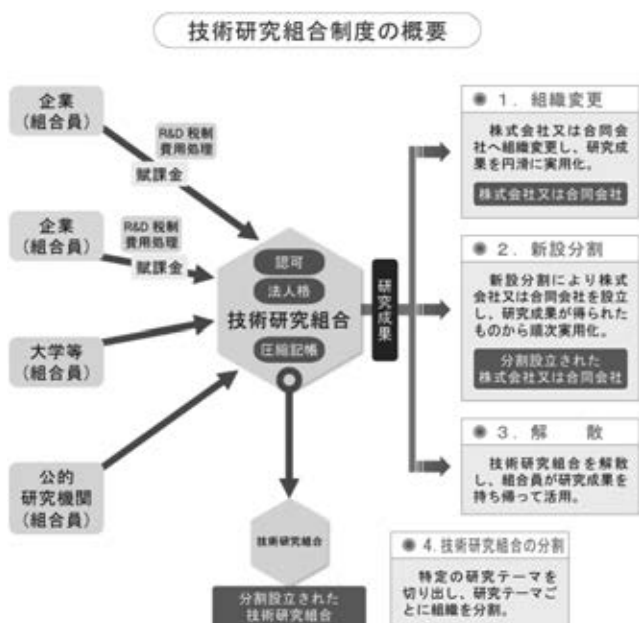 技術研究組合制度の概要
企業
(組合員)
R&D 税制
費用処理
賦課金
企業
(組合員)
R&D 税制
費用処理
賦課金
大学等
(組合員)
公的
研究機関
(組合員)
認可
法人格
技術研究組合
圧縮記帳
研究成果
1. 組織変更
株式会社又は合同会
社へ組織変更し、研究成
果を円滑に実用化。
株式会社又は合同会社
2. 新設分割
新設分割により株式
会社又は合同会社を設立
し、研究成果が得られた
ものから順次実用化。
分割設立された
株式会社又は合同会社
3. 解 散
技術研究組合を解散
し、組合員が研究成果を
持ち帰って活用。
技術研究組合
分割設立された
技術研究組合
4. 技術研究組合の分割
特定の研究テーマを
切り出し、研究テーマご
とに組織を分割。